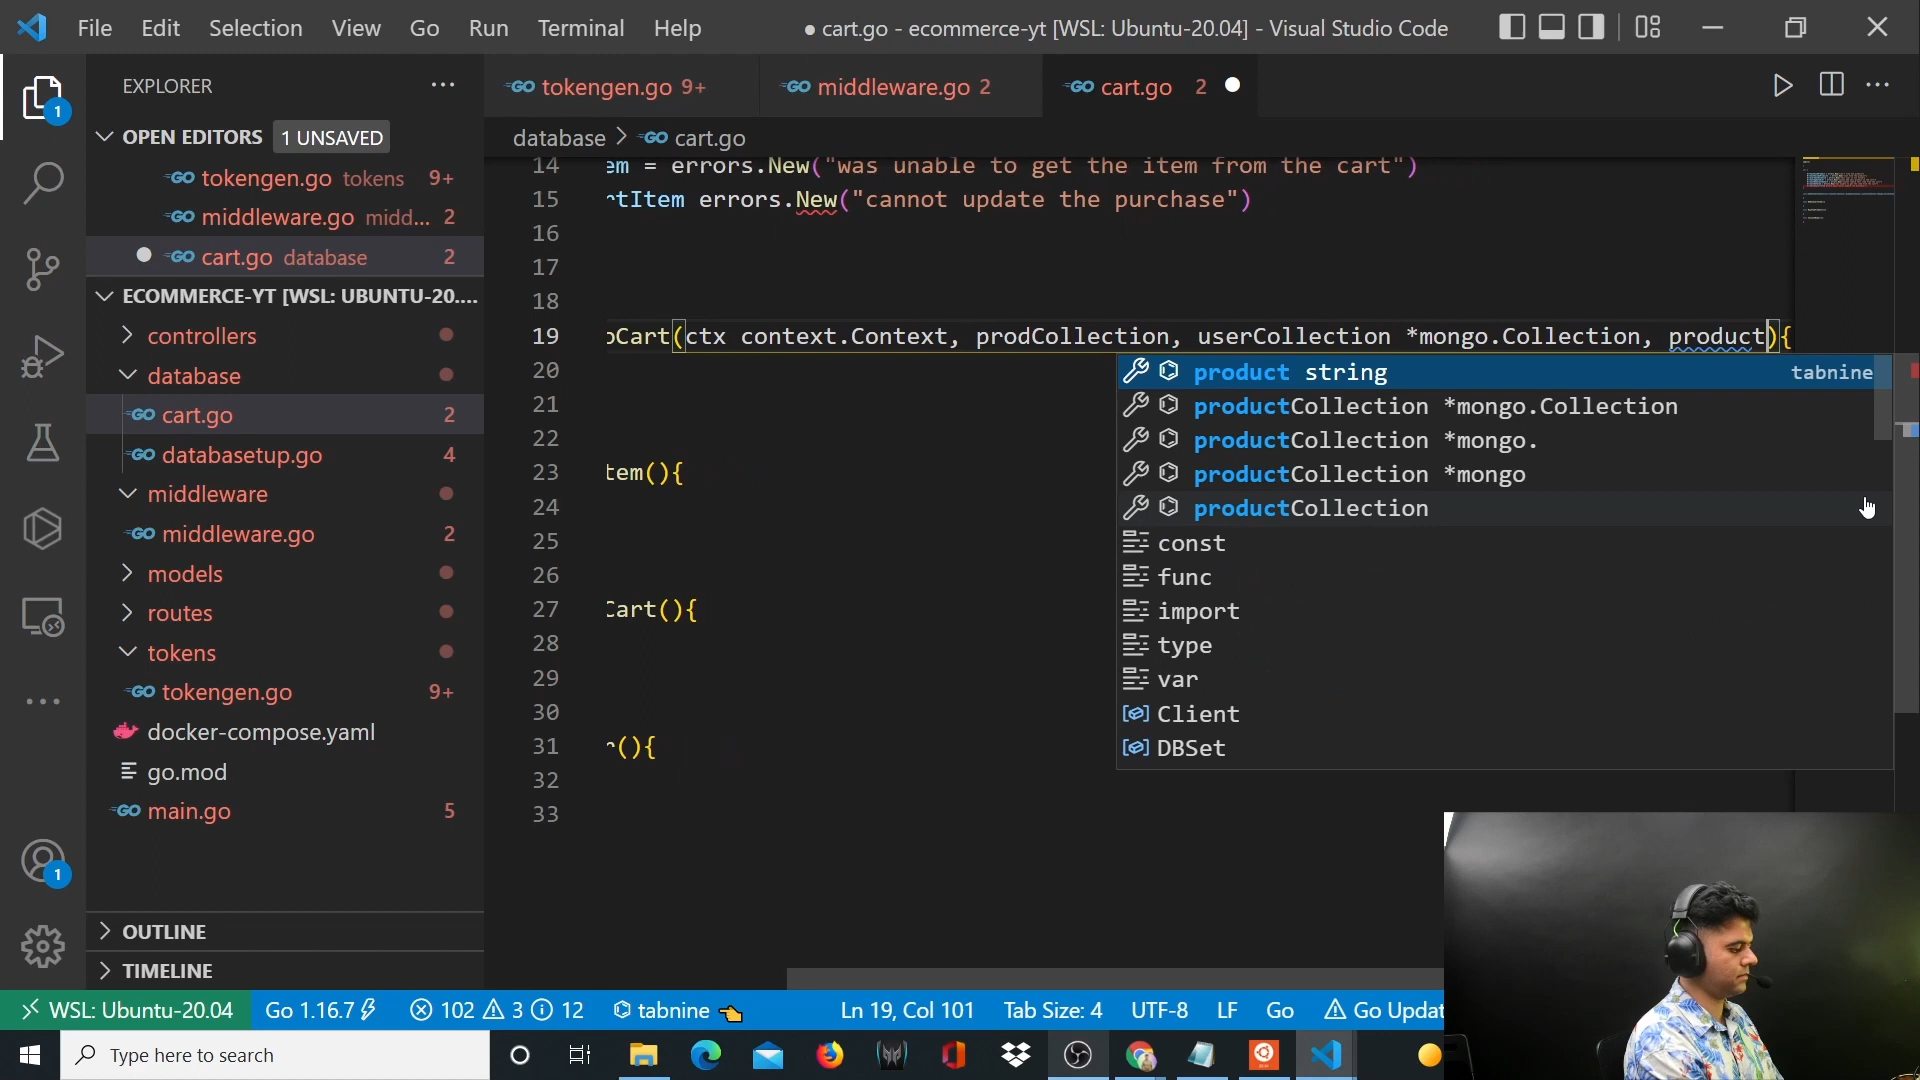 File Edit Selection View Go Run Terminal Help
● cart.go - ecommerce-yt [WSL: Ubuntu-20.04] - Visual Studio Code
EXPLORER
OPEN EDITORS 1 UNSAVED
tokengen.go tokens 9+
middleware.go midd... 2
cart.go database 2
ECOMMERCE-YT [WSL: UBUNTU-20....
controllers
database
cart.go 2
databasetup.go 4
middleware
middleware.go 2
models
routes
tokens
tokengen.go 9+
docker-compose.yaml
go.mod
main.go 5
OUTLINE
TIMELINE
1
1
tokengen.go 9+
middleware.go 2
cart.go 2
database > cart.go
14 em = errors.New("was unable to get the item from the cart")
15 rtItem errors.New("cannot update the purchase")
16
17
18
19 oCart(ctx context.Context, prodCollection, userCollection *mongo.Collection, product){
20
21
22
23 tem(){
24
25
26
27 Cart(){
28
29
30
31 r(){
32
33
product string tabnine
productCollection *mongo.Collection
productCollection *mongo.
productCollection *mongo
productCollection
const
func
import
type
var
Client
DBSet
WSL: Ubuntu-20.04 Go 1.16.7 102 3 12 tabnine Ln 19, Col 101 Tab Size: 4 UTF-8 LF Go Go Updat
Type here to search